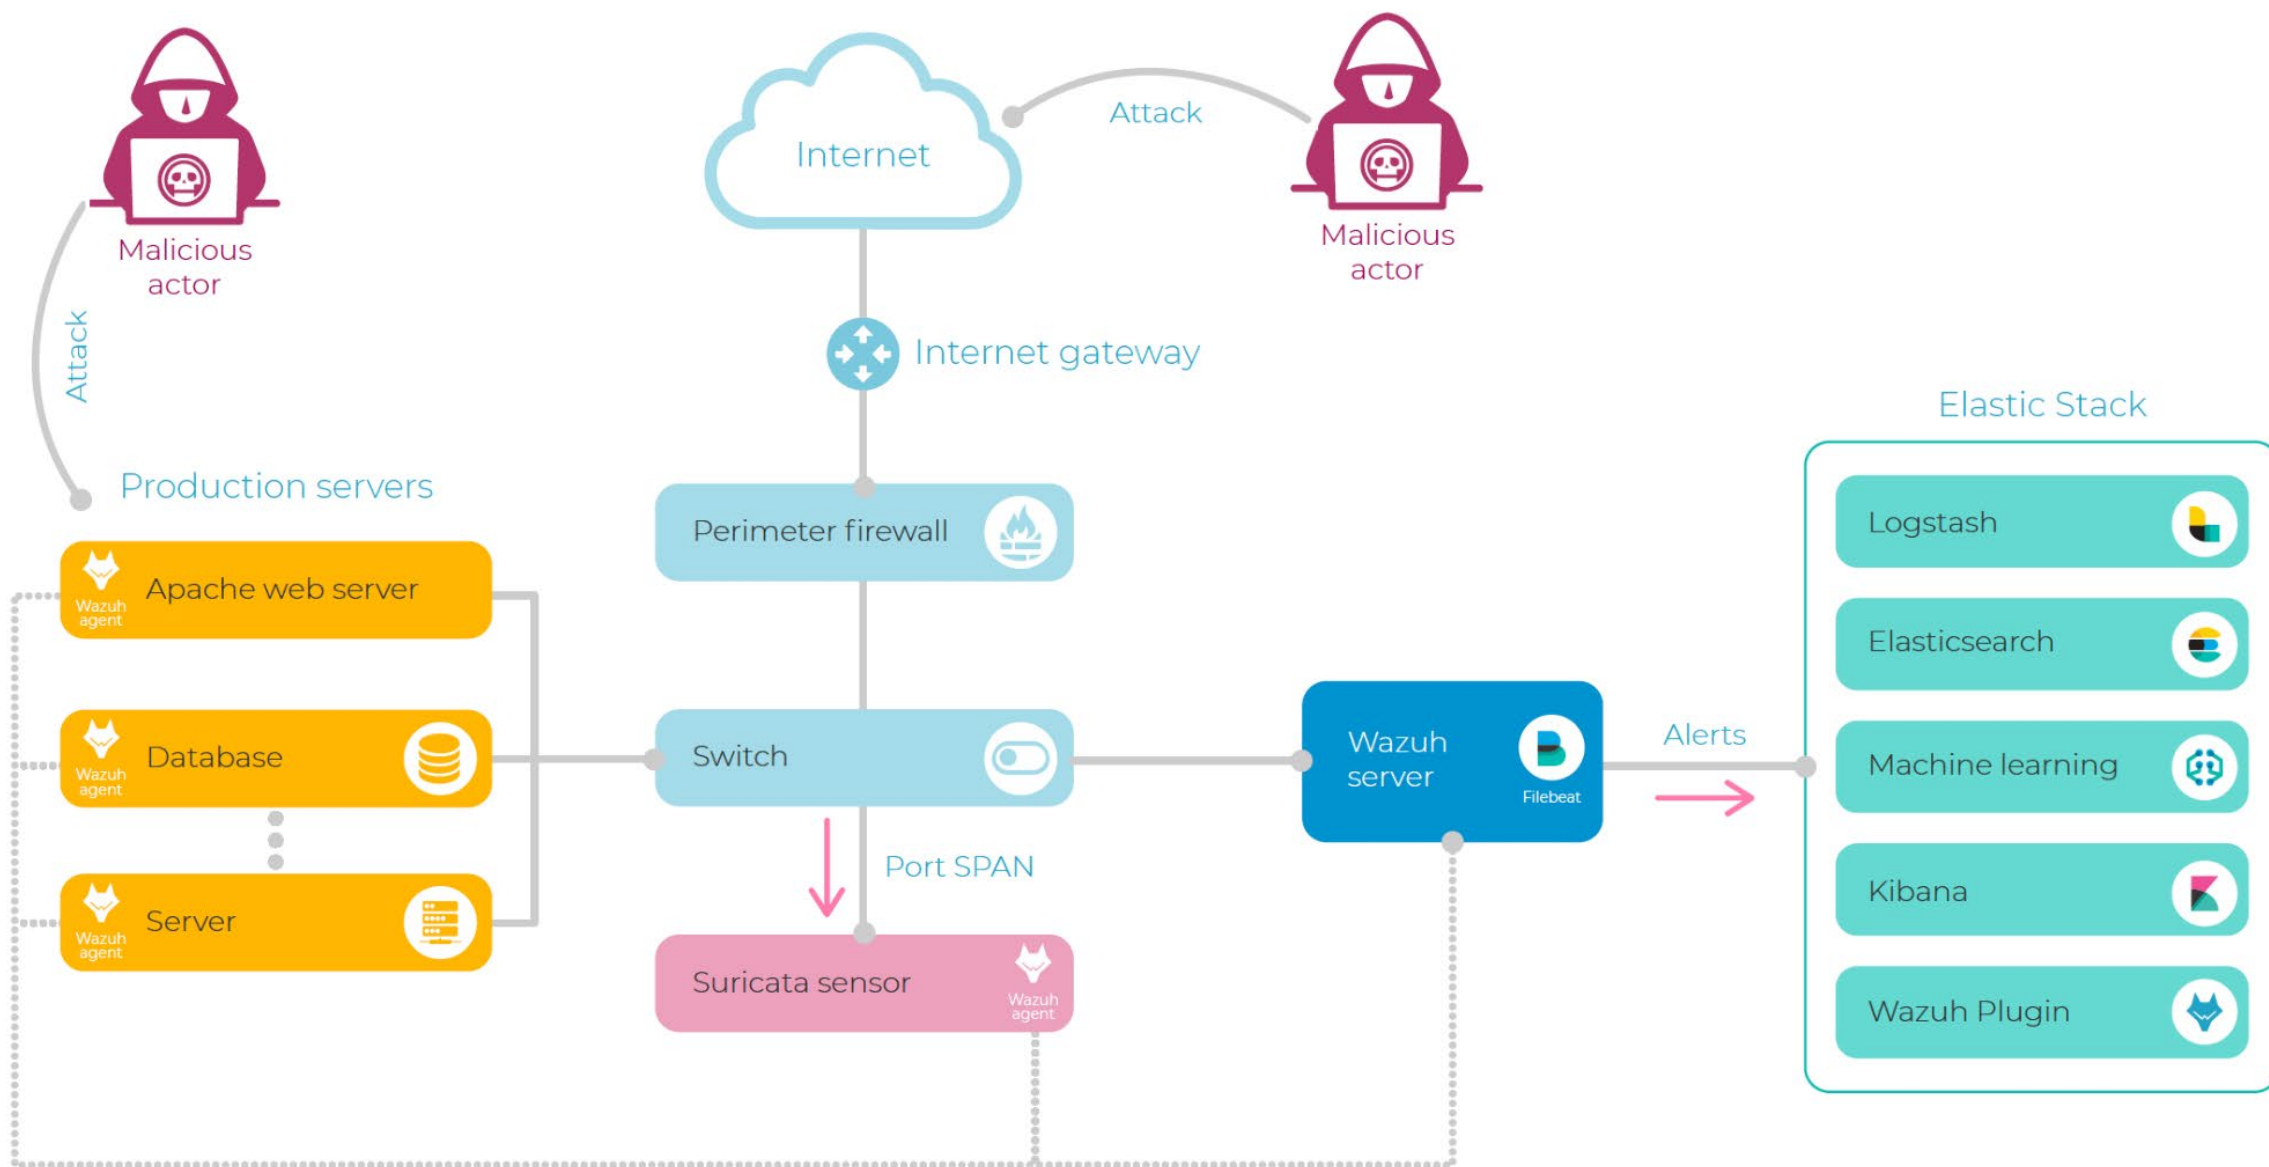 Internet
Attack
Malicious
actor
Malicious
actor
Attack
Internet gateway
Elastic Stack
Production servers
Perimeter firewall
Logstash
Wazuh
agent
Apache web server
Elasticsearch
Wazuh
agent
Database
Switch
Wazuh
server
Filebeat
Alerts
Machine learning
Port SPAN
Kibana
Wazuh
agent
Server
Suricata sensor
Wazuh
agent
Wazuh Plugin